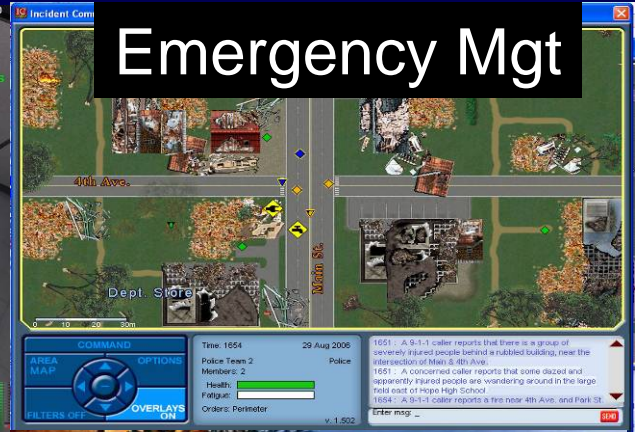 Incident Com
Emergency Mgt
4th Ave.
Main St.
Dept. Store
0 10 20 30m
COMMAND
AREA MAP
OPTIONS
FILTERS OFF
OVERLAYS ON
Time: 1654 29 Aug 2006
Police Team 2 Police
Members: 2
Health:
Fatigue:
Orders: Perimeter
v. 1.502
1651 : A 9-1-1 caller reports that there is a group of
severely injured people behind a rubbled building, near the
intersection of Main & 4th Ave.
1651 : A concerned caller reports that some dazed and
apparently injured people are wandering around in the large
field east of Hope High School
1654 : A 9-1-1 caller reports a fire near 4th Ave. and Park St.
Enter msg: _
SEND